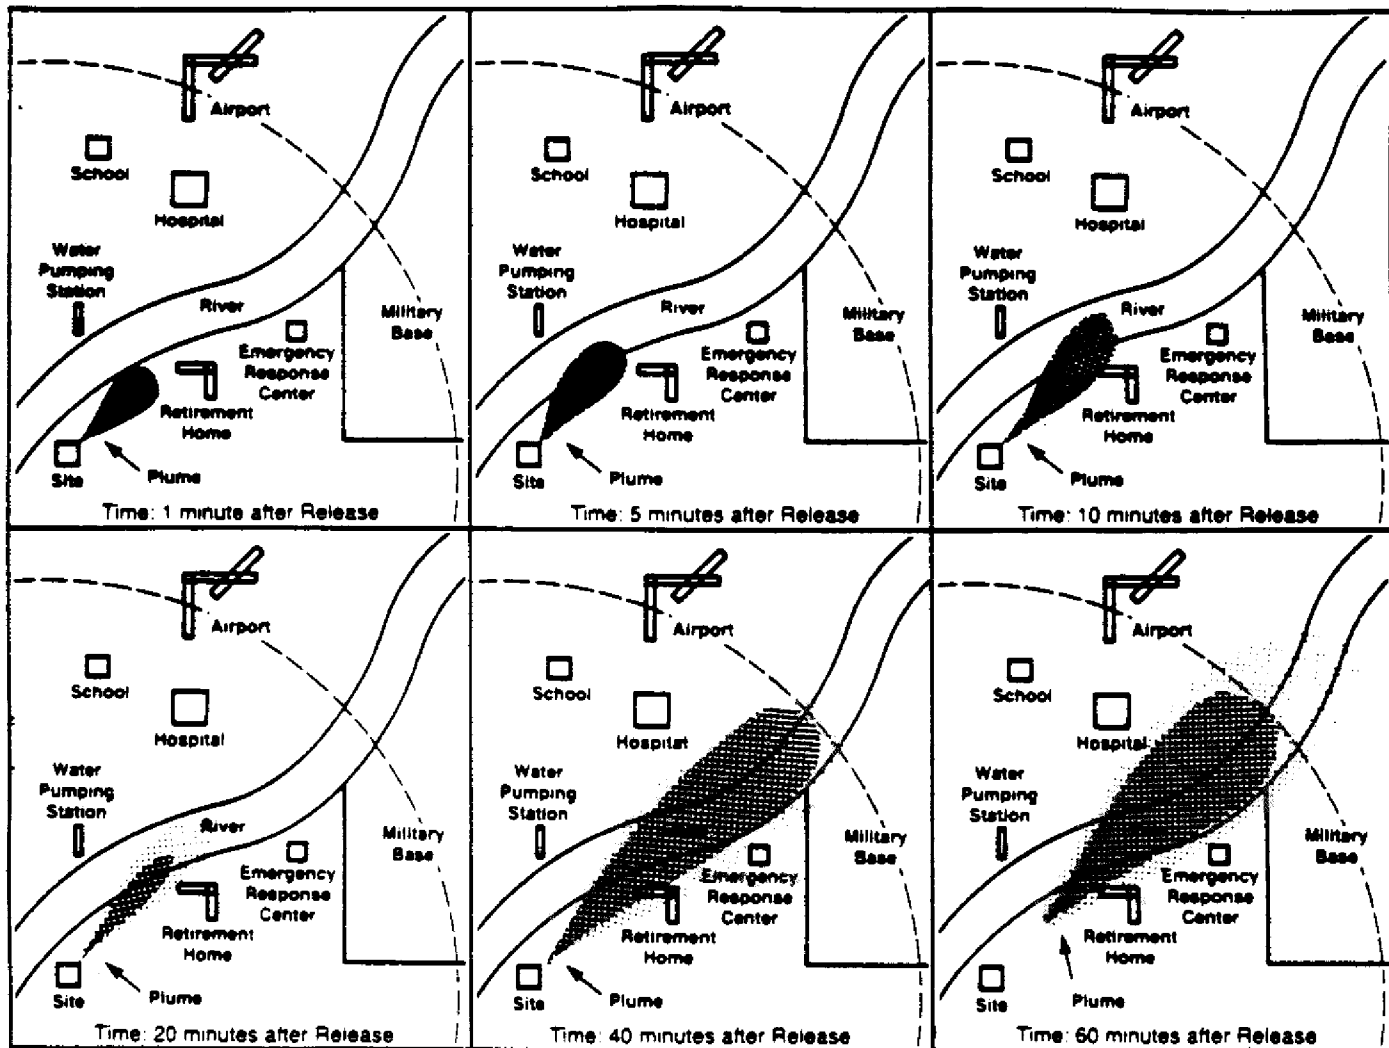 Airport
School
Hospital
Water
Pumping
Station
River
Military
Base
Emergency
Response
Center
Retirement
Home
Site
Plume
Time: 1 minute after Release
Airport
School
Hospital
Water
Pumping
Station
River
Military
Base
Emergency
Response
Center
Retirement
Home
Site
Plume
Time: 5 minutes after Release
Airport
School
Hospital
Water
Pumping
Station
River
Military
Base
Emergency
Response
Center
Retirement
Home
Site
Plume
Time: 10 minutes after Release
Airport
School
Hospital
Water
Pumping
Station
River
Military
Base
Emergency
Response
Center
Retirement
Home
Site
Plume
Time: 20 minutes after Release
Airport
School
Hospital
Water
Pumping
Station
Military
Base
Emergency
Response
Center
Retirement
Home
Site
Plume
Time: 40 minutes after Release
Airport
School
Hospital
Water
Pumping
Station
Military
Base
Emergency
Response
Center
Retirement
Home
Site
Plume
Time: 60 minutes after Release